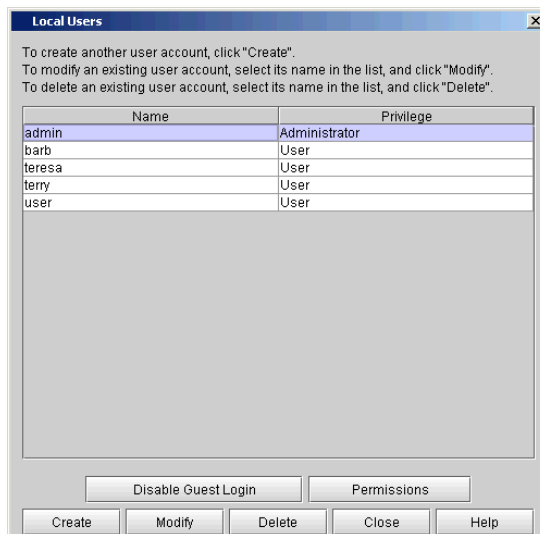 Local Users
To create another user account, click "Create".
To modify an existing user account, select its name in the list, and click "Modify".
To delete an existing user account, select its name in the list, and click "Delete".
Name Privilege
admin Administrator
barb User
teresa User
terry User
user User
Disable Guest Login Permissions
Create Modify Delete Close Help